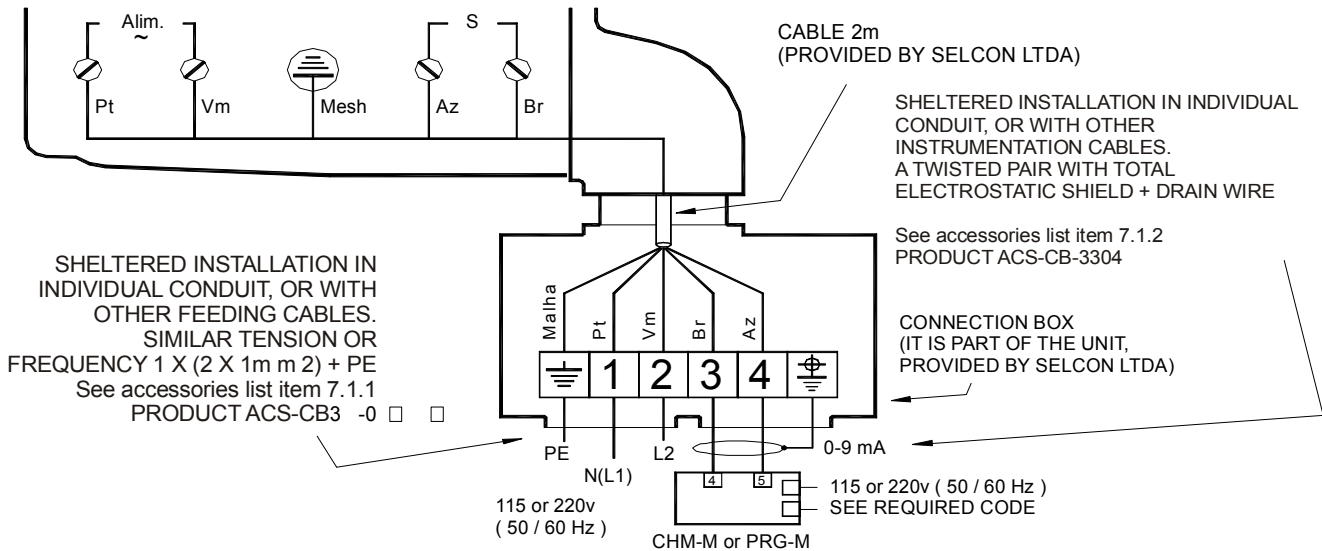 Alim.
~
S
Pt
Vm
Mesh
Az
Br
CABLE 2m
(PROVIDED BY SELCON LTDA)
SHELTERED INSTALLATION IN INDIVIDUAL
CONDUIT, OR WITH OTHER
INSTRUMENTATION CABLES.
A TWISTED PAIR WITH TOTAL
ELECTROSTATIC SHIELD + DRAIN WIRE
See accessories list item 7.1.2
PRODUCT ACS-CB-3304
SHELTERED INSTALLATION IN
INDIVIDUAL CONDUIT, OR WITH
OTHER FEEDING CABLES.
SIMILAR TENSION OR
FREQUENCY 1 X (2 X 1m m 2) + PE
See accessories list item 7.1.1
PRODUCT ACS-CB3 -0 □ □
Malha
Pt
Vm
Br
Az
CONNECTION BOX
(IT IS PART OF THE UNIT,
PROVIDED BY SELCON LTDA)
1 2 3 4
PE
N(L1)
L2
0-9 mA
115 or 220v
( 50 / 60 Hz )
4 5
115 or 220v ( 50 / 60 Hz )
SEE REQUIRED CODE
CHM-M or PRG-M